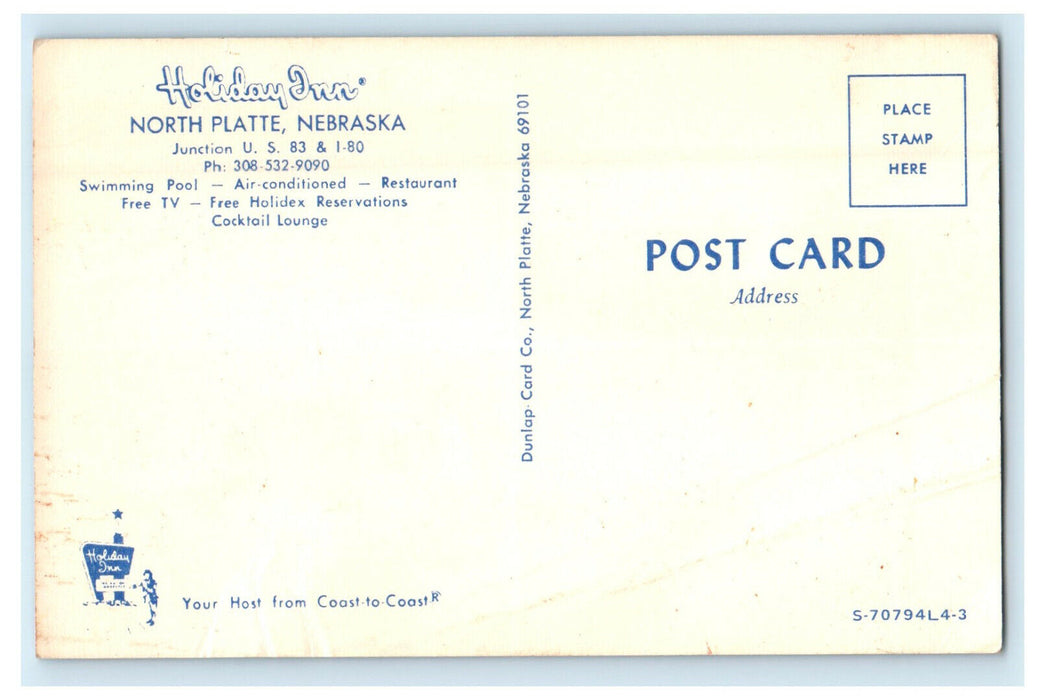 Holiday Inn®
NORTH PLATTE, NEBRASKA
Junction U. S. 83 & I-80
Ph: 308-532-9090
Swimming Pool — Air-conditioned — Restaurant
Free TV — Free Holidex Reservations
Cocktail Lounge
Dunlap-Card Co., North Platte, Nebraska 69101
PLACE
STAMP
HERE
POST CARD
Address
Holiday
Inn
Your Host from Coast-to-Coast®
S-70794L4-3